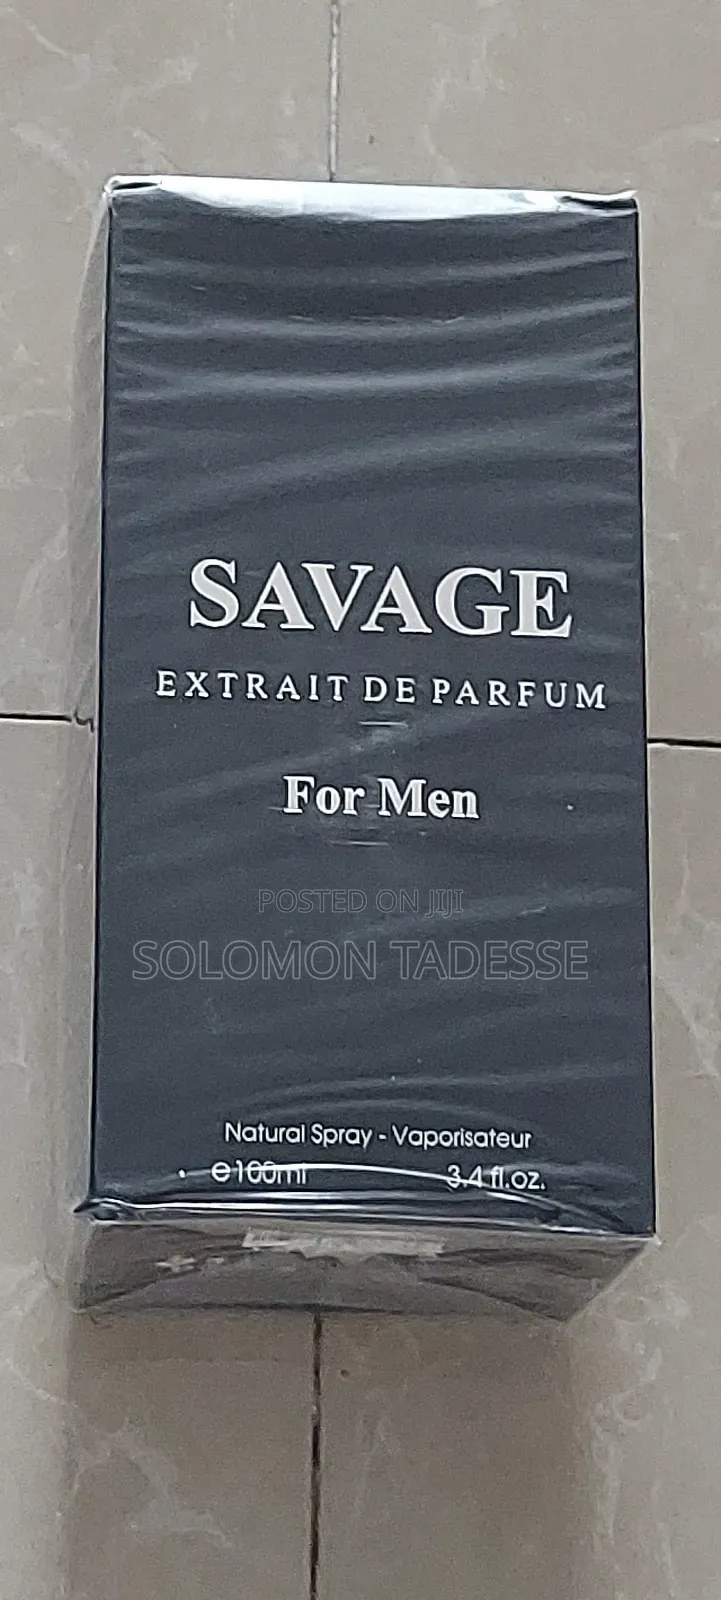 SAVAGE
EXTRAIT DE PARFUM
For Men
POSTED ON JIJI
SOLOMON TADESSE
Natural Spray - Vaporisateur
e100ml 3.4 fl.oz.